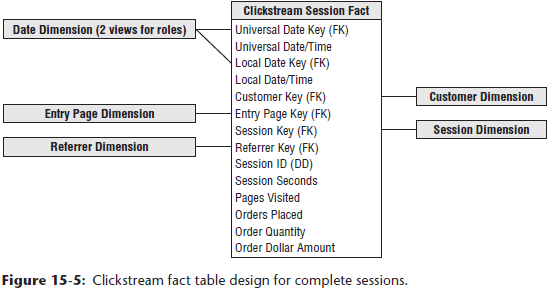 Clickstream Session Fact
Date Dimension (2 views for roles)
Universal Date Key (FK)
Universal Date/Time
Local Date Key (FK)
Local Date/Time
Customer Key (FK)
Customer Dimension
Entry Page Dimension
Entry Page Key (FK)
Session Key (FK)
Session Dimension
Referrer Dimension
Referrer Key (FK)
Session ID (DD)
Session Seconds
Pages Visited
Orders Placed
Order Quantity
Order Dollar Amount
Figure 15-5: Clickstream fact table design for complete sessions.